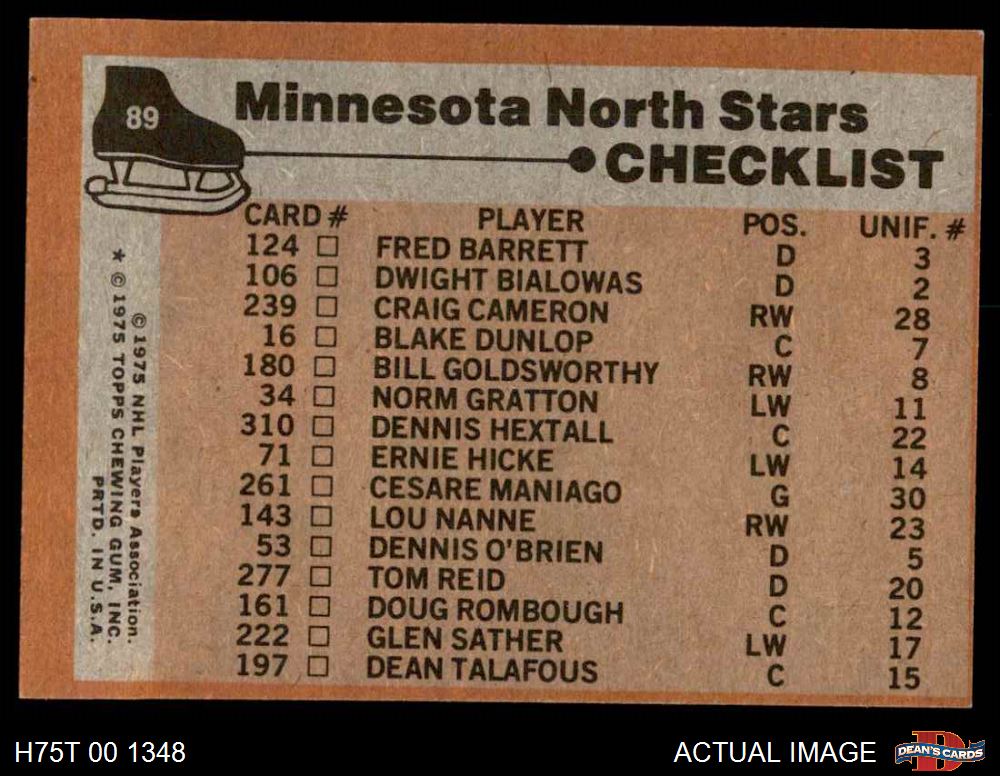 89
Minnesota North Stars
CHECKLIST
CARD # PLAYER POS. UNIF. #
124 □ FRED BARRETT D 3
106 □ DWIGHT BIALOWAS D 2
239 □ CRAIG CAMERON RW 28
16 □ BLAKE DUNLOP C 7
180 □ BILL GOLDSWORTHY RW 8
34 □ NORM GRATTON LW 11
310 □ DENNIS HEXTALL C 22
71 □ ERNIE HICKE LW 14
261 □ CESARE MANIAGO G 30
143 □ LOU NANNE RW 23
53 □ DENNIS O'BRIEN D 5
277 □ TOM REID D 20
161 □ DOUG ROMBOUGH C 12
222 □ GLEN SATHER LW 17
197 □ DEAN TALAFOUS C 15
© 1975 NHL Players Association.
* © 1975 TOPPS CHEWING GUM, INC.
PRTD. IN U.S.A.
H75T 00 1348
ACTUAL IMAGE
DEAN'S CARDS